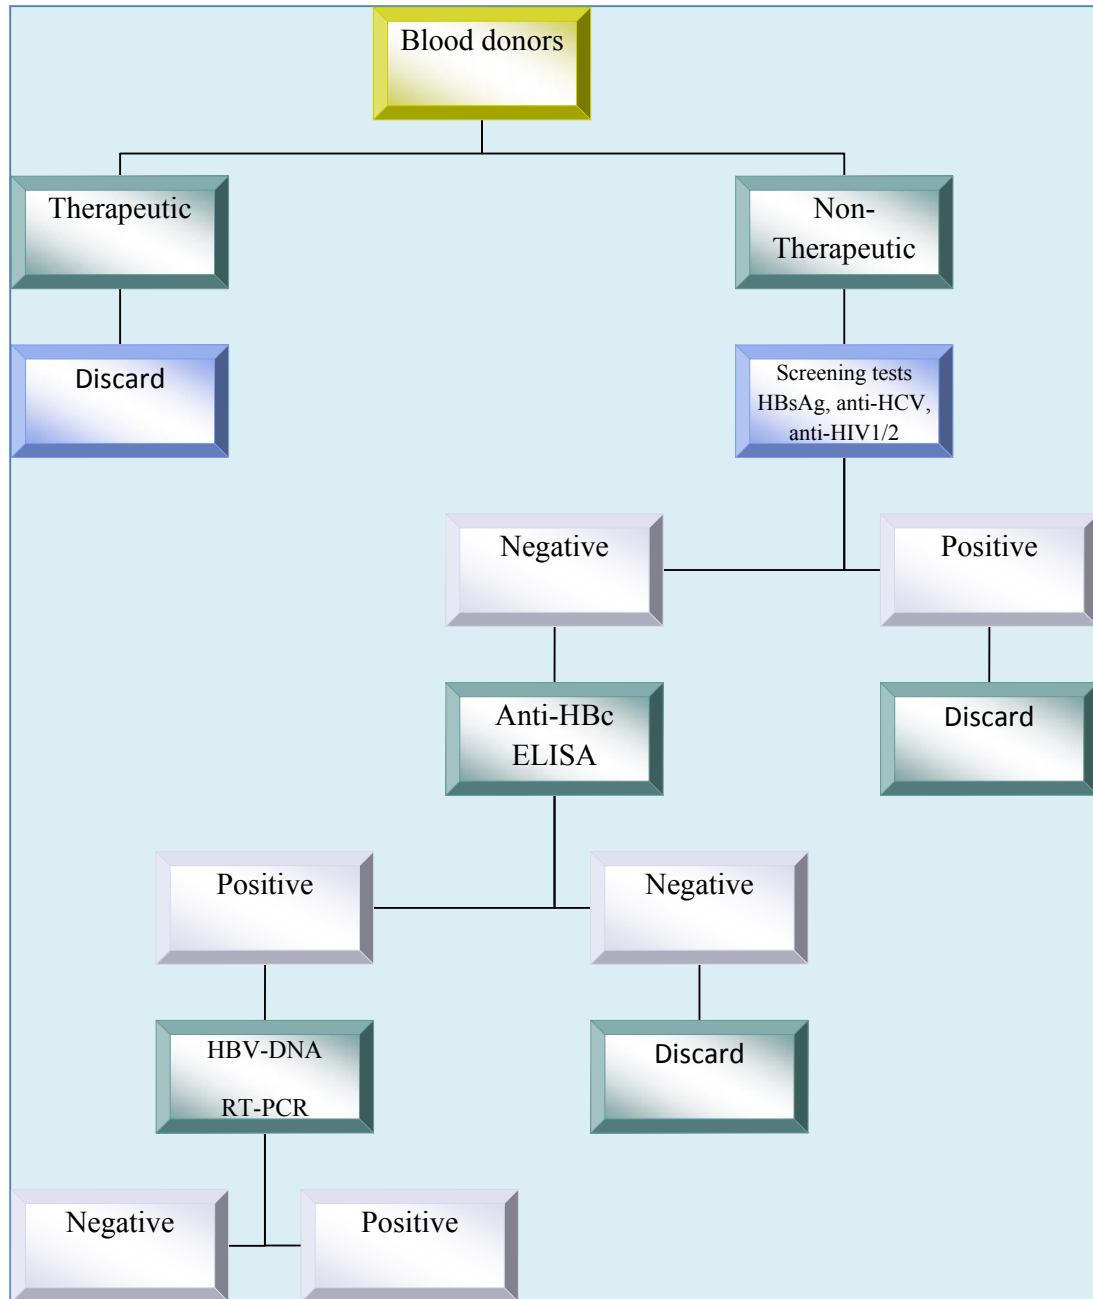 Blood donors
Therapeutic
Non-
Therapeutic
Discard
Screening tests
HBsAg, anti-HCV,
anti-HIV1/2
Negative
Positive
Anti-HBc
ELISA
Discard
Positive
Negative
HBV-DNA
RT-PCR
Discard
Negative
Positive